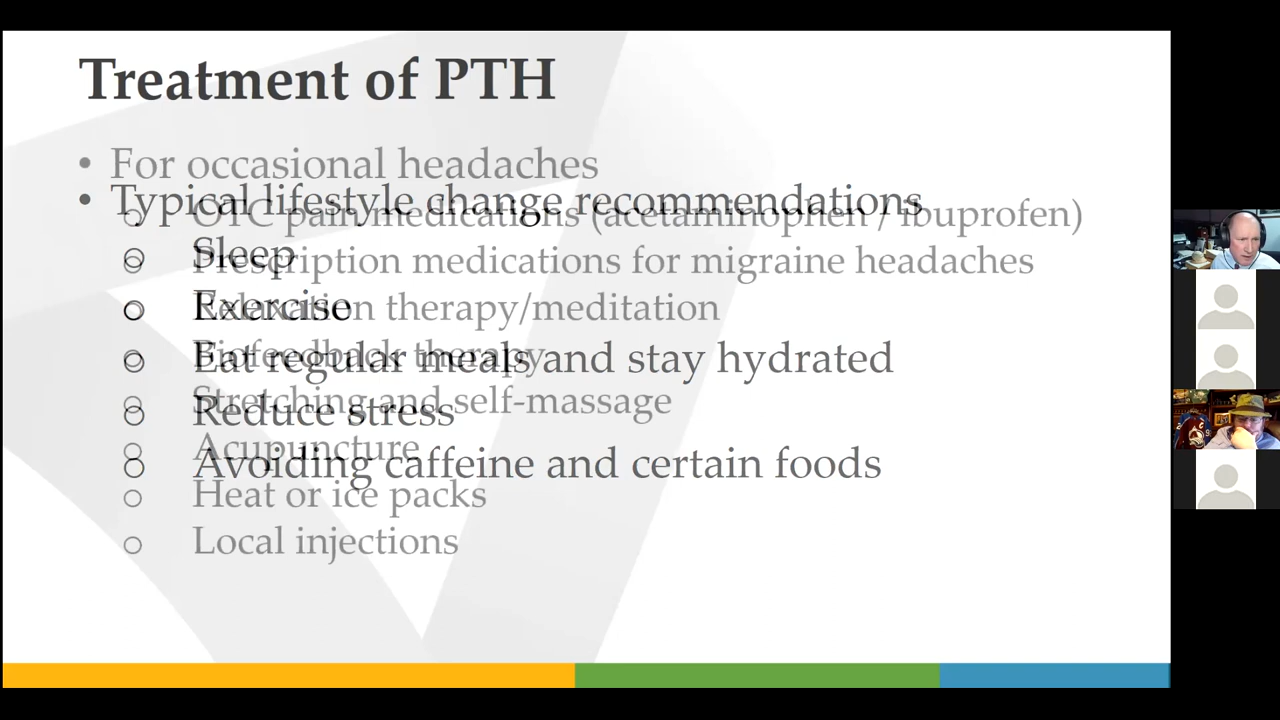 Treatment of PTH
• For occasional headaches
• Typical lifestyle change recommendations
○ OTC pain medications (acetaminophen / ibuprofen)
○ Sleep
○ Prescription medications for migraine headaches
○ Exercise
○ Relaxation therapy/meditation
○ Biofeedback therapy
○ Eat regular meals and stay hydrated
○ Stretching and self-massage
○ Reduce stress
○ Acupuncture
○ Avoiding caffeine and certain foods
○ Heat or ice packs
○ Local injections